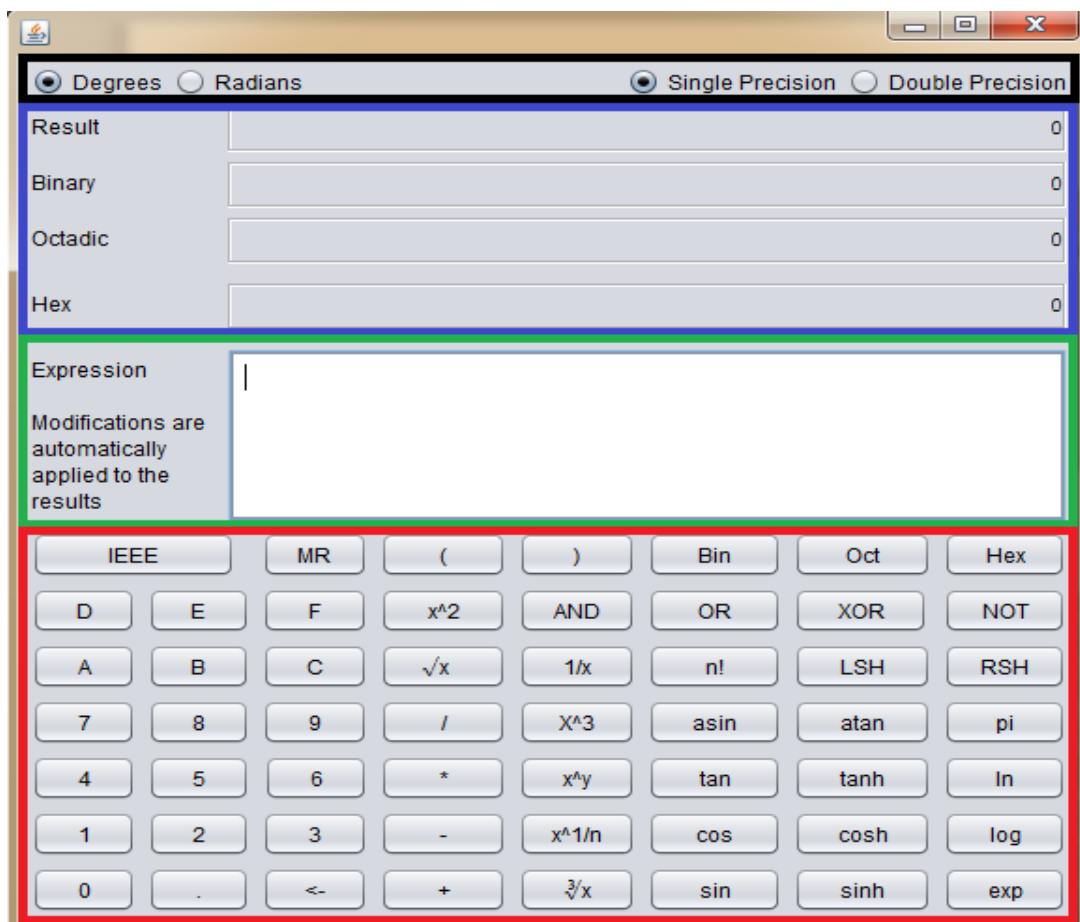 Degrees Radians Single Precision Double Precision
Result 0
Binary 0
Octadic 0
Hex 0
Expression
Modifications are
automatically
applied to the
results
IEEE MR ( ) Bin Oct Hex
D E F x^2 AND OR XOR NOT
A B C √x 1/x n! LSH RSH
7 8 9 / X^3 asin atan pi
4 5 6 * x^y tan tanh ln
1 2 3 - x^1/n cos cosh log
0 . <- + ∛x sin sinh exp